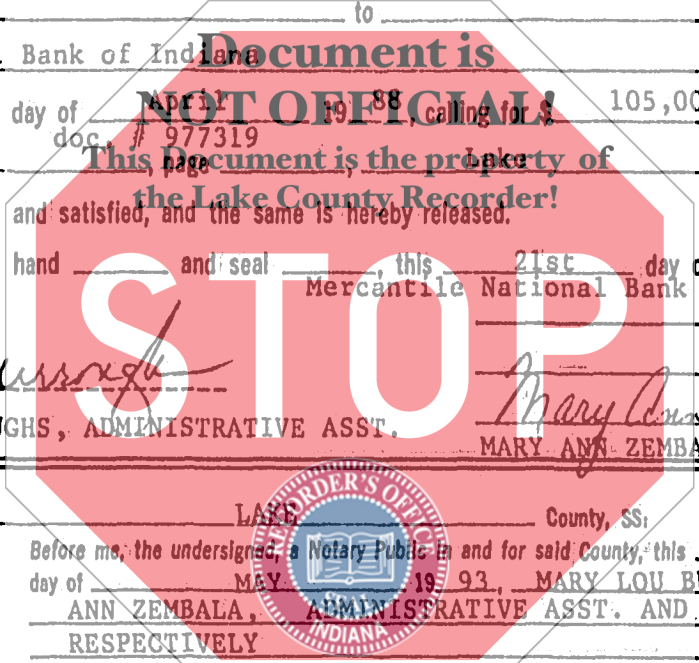 to
Bank of Indiana
Document is
NOT OFFICIAL!
day of April 19 88, calling for $ 105,00
doc. # 977319
This Document is the property of
, page , Lake
the Lake County Recorder!
and satisfied, and the same is hereby released.
hand and seal , this 21st day
Mercantile National Bank
STOP
Mary Ann
GHS, ADMINISTRATIVE ASST.
MARY ANN ZEMBA
RECORDER'S OFFICE
LAKE County, SS:
Before me, the undersigned, a Notary Public in and for said County, this
day of MAY 19 93, MARY LOU B
SEAL
ANN ZEMBALA, ADMINISTRATIVE ASST. AND
INDIANA
RESPECTIVELY